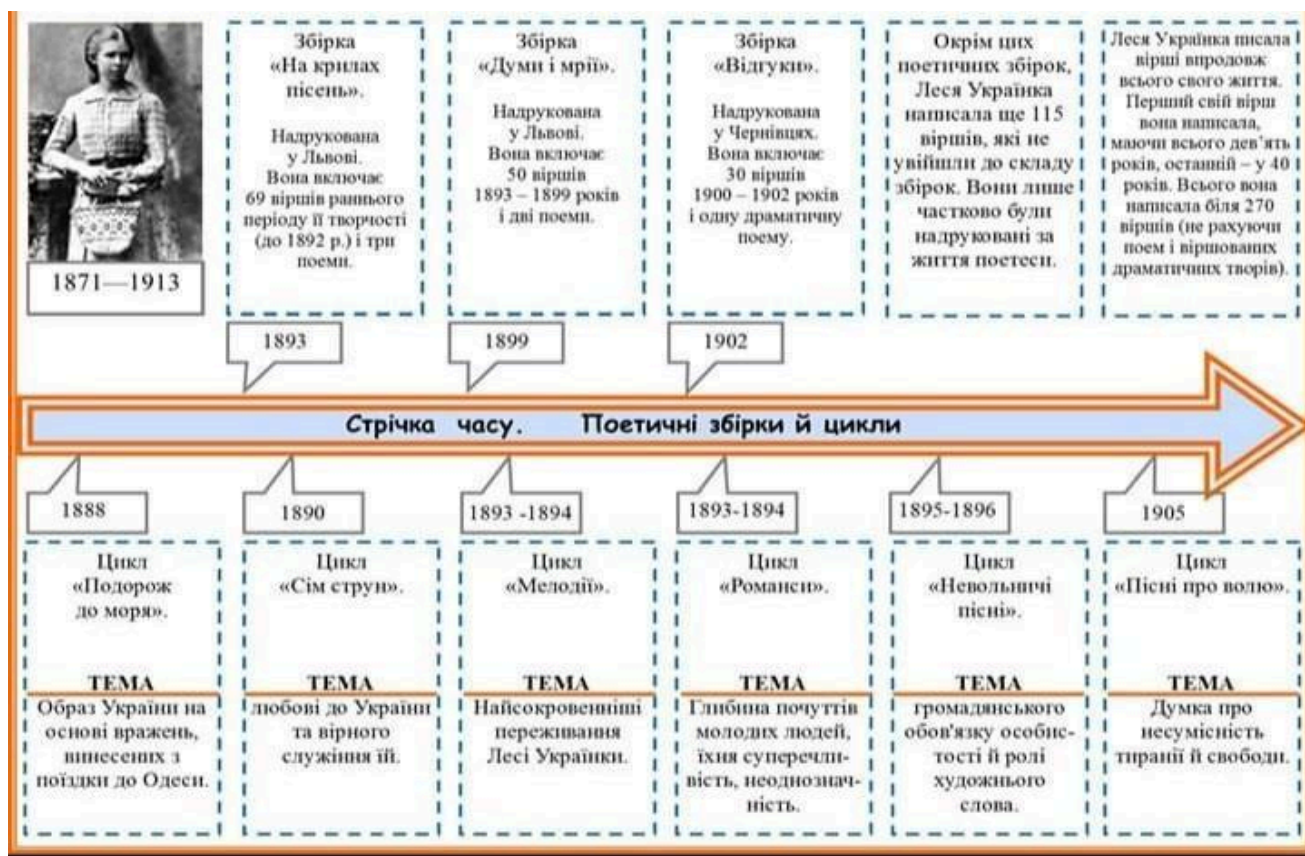 1871—1913
Збірка
«На крилах
пісень».
Надрукована
у Львові.
Вона включає
69 віршів раннього
періоду її творчості
(до 1892 р.) і три
поеми.
Збірка
«Думи і мрії».
Надрукована
у Львові.
Вона включає
50 віршів
1893 – 1899 років
і дві поеми.
Збірка
«Відгуки».
Надрукована
у Чернівцях.
Вона включає
30 віршів
1900 – 1902 років
і одну драматичну
поему.
Окрім цих
поетичних збірок,
Леся Українка
написала ще 115
віршів, які не
увійшли до складу
збірок. Вони лише
частково були
надруковані за
життя поетеси.
Леся Українка писала
вірші впродовж
всього свого життя.
Перший свій вірш
вона написала,
маючи всього дев’ять
років, останній – у 40
років. Всього вона
написала біля 270
віршів (не рахуючи
поем і віршованих
драматичних творів).
1893
1899
1902
Стрічка часу. Поетичні збірки й цикли
1888
1890
1893 -1894
1893-1894
1895-1896
1905
Цикл
«Подорож
до моря».
ТЕМА
Образ України на
основі вражень,
винесених з
поїздки до Одеси.
Цикл
«Сім струн».
ТЕМА
любові до України
та вірного
служіння їй.
Цикл
«Мелодії».
ТЕМА
Найсокровенніші
переживання
Лесі Українки.
Цикл
«Романси».
ТЕМА
Глибина почуттів
молодих людей,
їхня суперечли-
вість, неоднознач-
ність.
Цикл
«Невольничі
пісні».
ТЕМА
громадянського
обов'язку особис-
тості й ролі
художнього
слова.
Цикл
«Пісні про волю».
ТЕМА
Думка про
несумісність
тиранії й свободи.